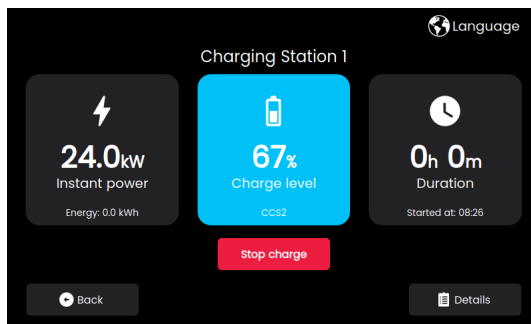 Language
Charging Station 1
24.0kW
Instant power
Energy: 0.0 kWh
67%
Charge level
CCS2
0h 0m
Duration
Started at: 08:26
Stop charge
Back
Details